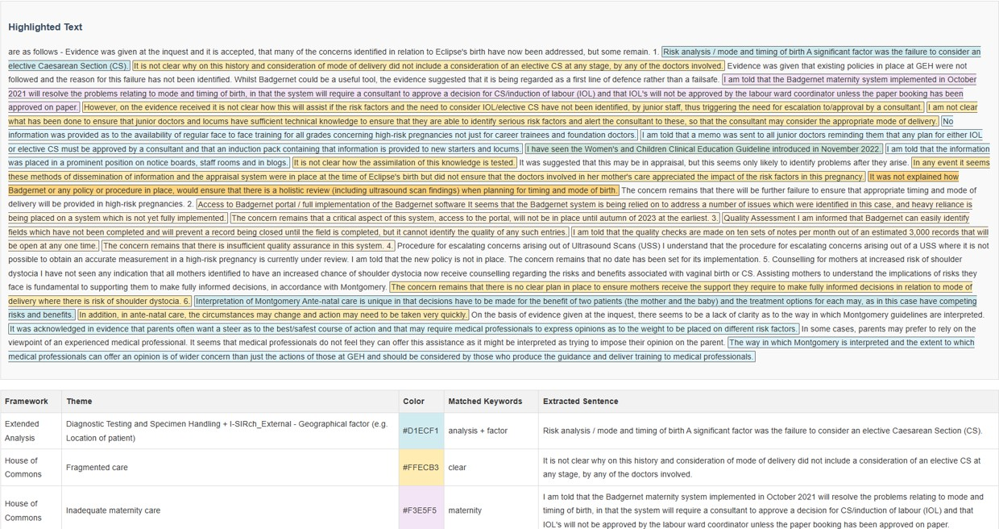 Highlighted Text
are as follows - Evidence was given at the inquest and it is accepted, that many of the concerns identified in relation to Eclipse's birth have now been addressed, but some remain. 1. Risk analysis / mode and timing of birth A significant factor was the failure to consider an
elective Caesarean Section (CS). It is not clear why on this history and consideration of mode of delivery did not include a consideration of an elective CS at any stage, by any of the doctors involved. Evidence was given that existing policies in place at GEH were not
followed and the reason for this failure has not been identified. Whilst Badgernet could be a useful tool, the evidence suggested that it is being regarded as a first line of defence rather than a failsafe. I am told that the Badgernet maternity system implemented in October
2021 will resolve the problems relating to mode and timing of birth, in that the system will require a consultant to approve a decision for CS/induction of labour (IOL) and that IOL's will not be approved by the labour ward coordinator unless the paper booking has been
approved on paper. However, on the evidence received it is not clear how this will assist if the risk factors and the need to consider IOL/elective CS have not been identified, by junior staff, thus triggering the need for escalation to/approval by a consultant. I am not clear
what has been done to ensure that junior doctors and locums have sufficient technical knowledge to ensure that they are able to identify serious risk factors and alert the consultant to these, so that the consultant may consider the appropriate mode of delivery. No
information was provided as to the availability of regular face to face training for all grades concerning high-risk pregnancies not just for career trainees and foundation doctors. I am told that a memo was sent to all junior doctors reminding them that any plan for either IOL
or elective CS must be approved by a consultant and that an induction pack containing that information is provided to new starters and locums. I have seen the Women's and Children Clinical Education Guideline introduced in November 2022. I am told that the information
was placed in a prominent position on notice boards, staff rooms and in blogs. It is not clear how the assimilation of this knowledge is tested. It was suggested that this may be in appraisal, but this seems only likely to identify problems after they arise. In any event it seems
these methods of dissemination of information and the appraisal system were in place at the time of Eclipse's birth but did not ensure that the doctors involved in her mother's care appreciated the impact of the risk factors in this pregnancy. It was not explained how
Badgernet or any policy or procedure in place, would ensure that there is a holistic review (including ultrasound scan findings) when planning for timing and mode of birth. The concern remains that there will be further failure to ensure that appropriate timing and mode of
delivery will be provided in high-risk pregnancies. 2. Access to Badgernet portal / full implementation of the Badgernet software It seems that the Badgernet system is being relied on to address a number of issues which were identified in this case, and heavy reliance is
being placed on a system which is not yet fully implemented. The concern remains that a critical aspect of this system, access to the portal, will not be in place until autumn of 2023 at the earliest. 3. Quality Assessment I am informed that Badgernet can easily identify
fields which have not been completed and will prevent a record being closed until the field is completed, but it cannot identify the quality of any such entries. I am told that the quality checks are made on ten sets of notes per month out of an estimated 3,000 records that will
be open at any one time. The concern remains that there is insufficient quality assurance in this system. 4. Procedure for escalating concerns arising out of Ultrasound Scans (USS) I understand that the procedure for escalating concerns arising out of a USS where it is not
possible to obtain an accurate measurement in a high-risk pregnancy is currently under review. I am told that the new policy is not in place. The concern remains that no date has been set for its implementation. 5. Counselling for mothers at increased risk of shoulder
dystocia I have not seen any indication that all mothers identified to have an increased chance of shoulder dystocia now receive counselling regarding the risks and benefits associated with vaginal birth or CS. Assisting mothers to understand the implications of risks they
face is fundamental to supporting them to make fully informed decisions, in accordance with Montgomery. The concern remains that there is no clear plan in place to ensure mothers receive the support they require to make fully informed decisions in relation to mode of
delivery where there is risk of shoulder dystocia. 6. Interpretation of Montgomery Ante-natal care is unique in that decisions have to be made for the benefit of two patients (the mother and the baby) and the treatment options for each may, as in this case have competing
risks and benefits. In addition, in ante-natal care, the circumstances may change and action may need to be taken very quickly. On the basis of evidence given at the inquest, there seems to be a lack of clarity as to the way in which Montgomery guidelines are interpreted.
It was acknowledged in evidence that parents often want a steer as to the best/safest course of action and that may require medical professionals to express opinions as to the weight to be placed on different risk factors. In some cases, parents may prefer to rely on the
viewpoint of an experienced medical professional. It seems that medical professionals do not feel they can offer this assistance as it might be interpreted as trying to impose their opinion on the parent. The way in which Montgomery is interpreted and the extent to which
medical professionals can offer an opinion is of wider concern than just the actions of those at GEH and should be considered by those who produce the guidance and deliver training to medical professionals.
Framework Theme Color Matched Keywords Extracted Sentence
Extended Analysis Diagnostic Testing and Specimen Handling + I-SIRch_External - Geographical factor (e.g. Location of patient) #D1ECF1 analysis + factor Risk analysis / mode and timing of birth A significant factor was the failure to consider an elective Caesarean Section (CS).
House of Commons Fragmented care #FFECB3 clear It is not clear why on this history and consideration of mode of delivery did not include a consideration of an elective CS at any stage, by any of the doctors involved.
House of Commons Inadequate maternity care #F3E5F5 maternity I am told that the Badgernet maternity system implemented in October 2021 will resolve the problems relating to mode and timing of birth, in that the system will require a consultant to approve a decision for CS/induction of labour (IOL) and that IOL's will not be approved by the labour ward coordinator unless the paper booking has been approved on paper.